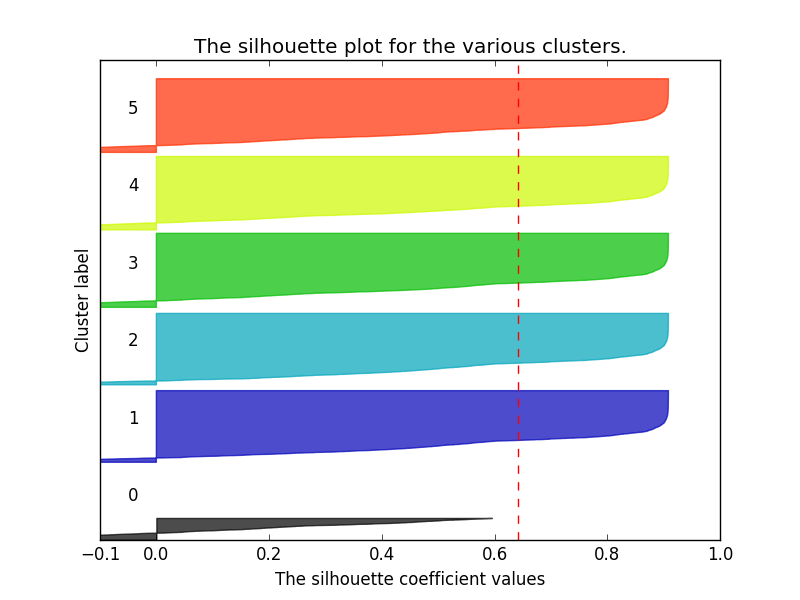 The silhouette plot for the various clusters.
5
4
3
2
1
0
Cluster label
−0.1 0.0 0.2 0.4 0.6 0.8 1.0
The silhouette coefficient values